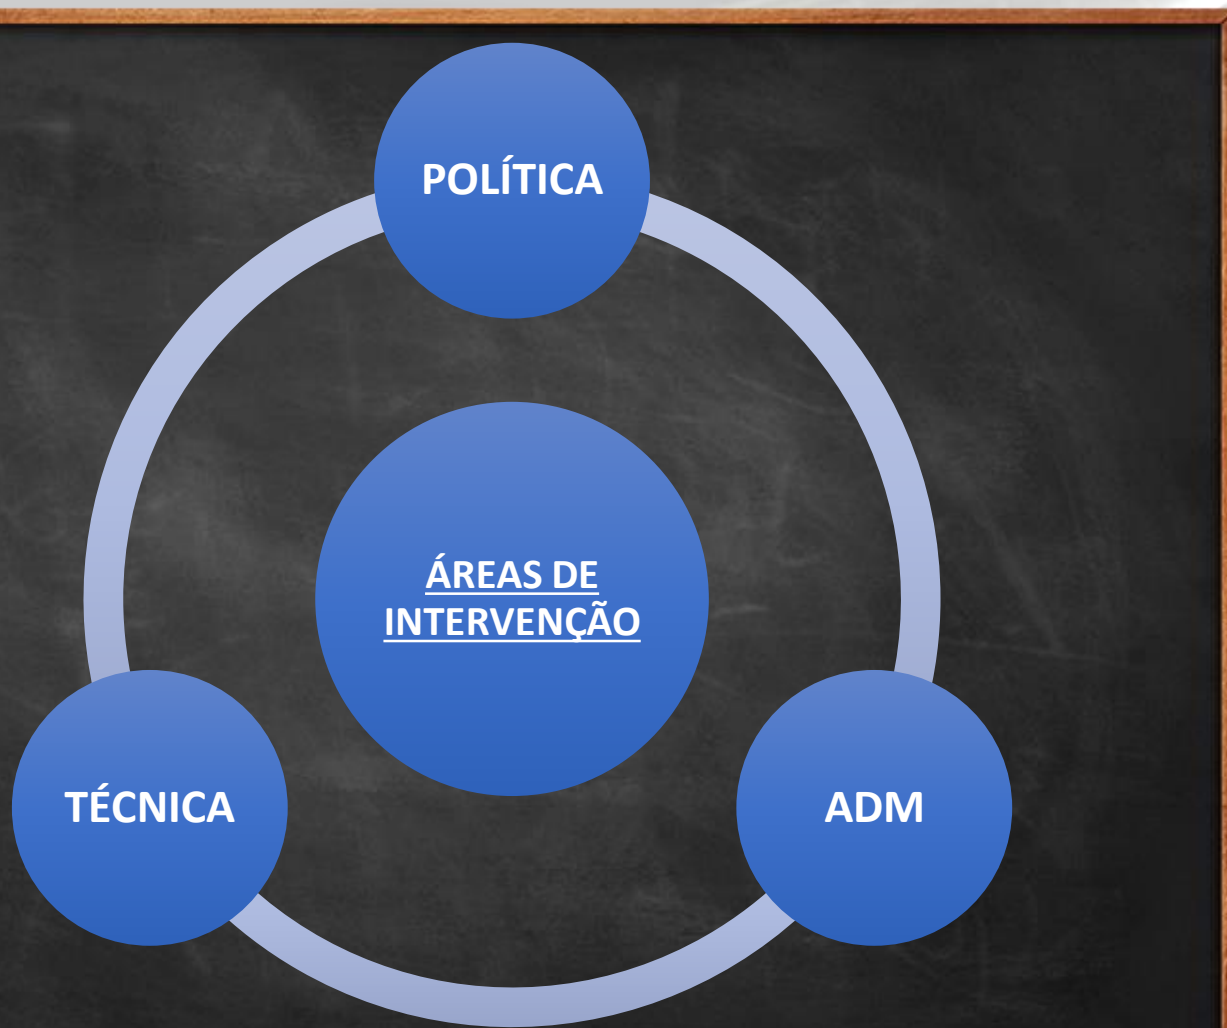 POLÍTICA
ÁREAS DE
INTERVENÇÃO
TÉCNICA
ADM